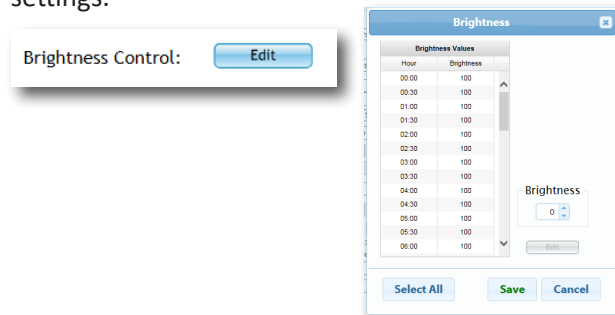 settings.
Brightness Control: Edit
Brightness
Brightness Values
Hour Brightness
00:00 100
00:30 100
01:00 100
01:30 100
02:00 100
02:30 100
03:00 100
03:30 100
04:00 100
04:30 100
05:00 100
05:30 100
06:00 100
Brightness
0
Edit
Select All Save Cancel